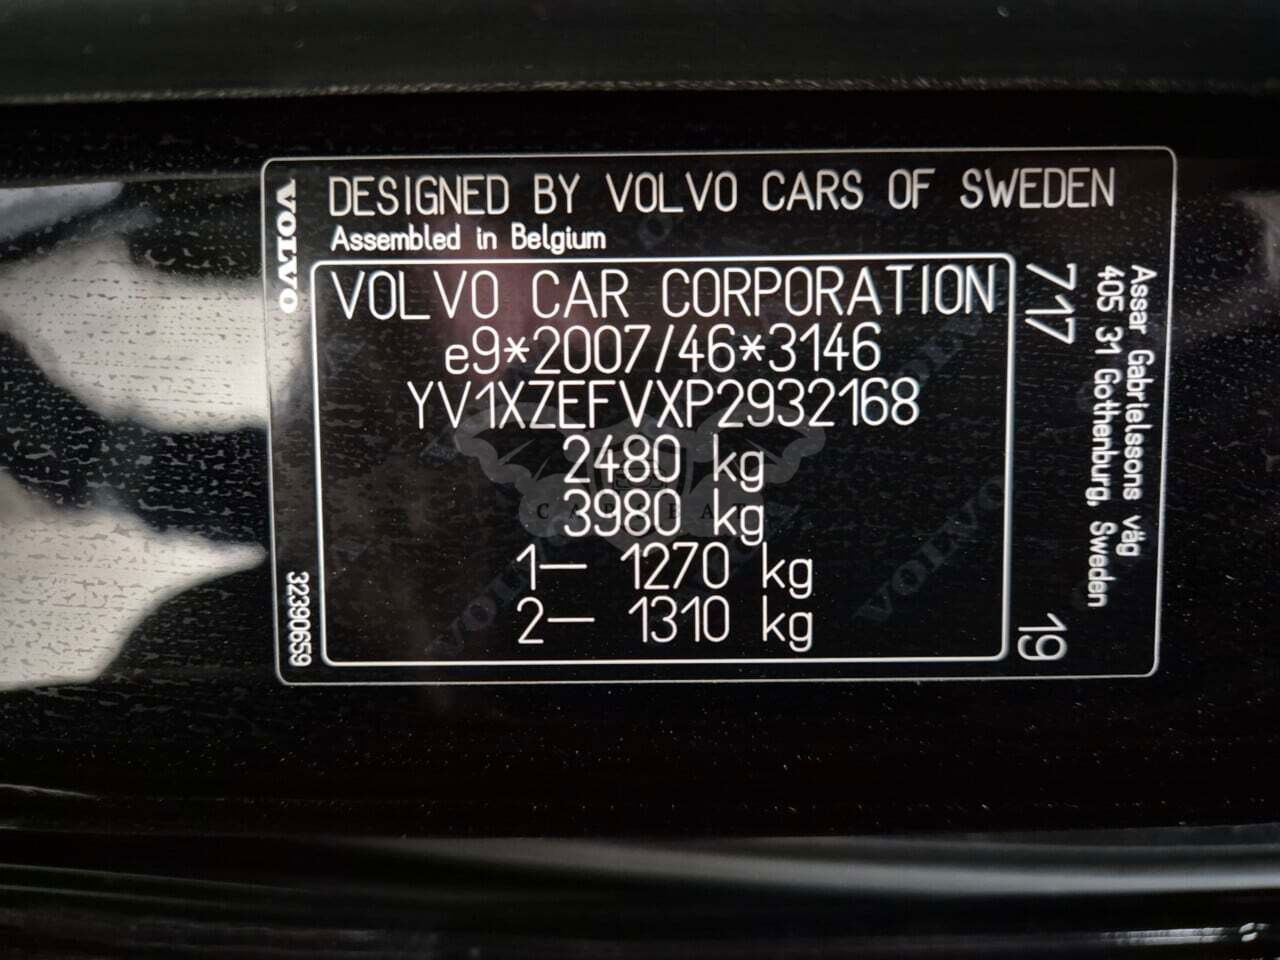 VOLVO
DESIGNED BY VOLVO CARS OF SWEDEN
Assembled in Belgium
VOLVO CAR CORPORATION
e9*2007/46*3146
YV1XZEFVXP2932168
2480 kg
3980 kg
1— 1270 kg
2— 1310 kg
32390659
717
19
Assar Gabrielssons väg
405 31 Gothenburg, Sweden
VOLVO